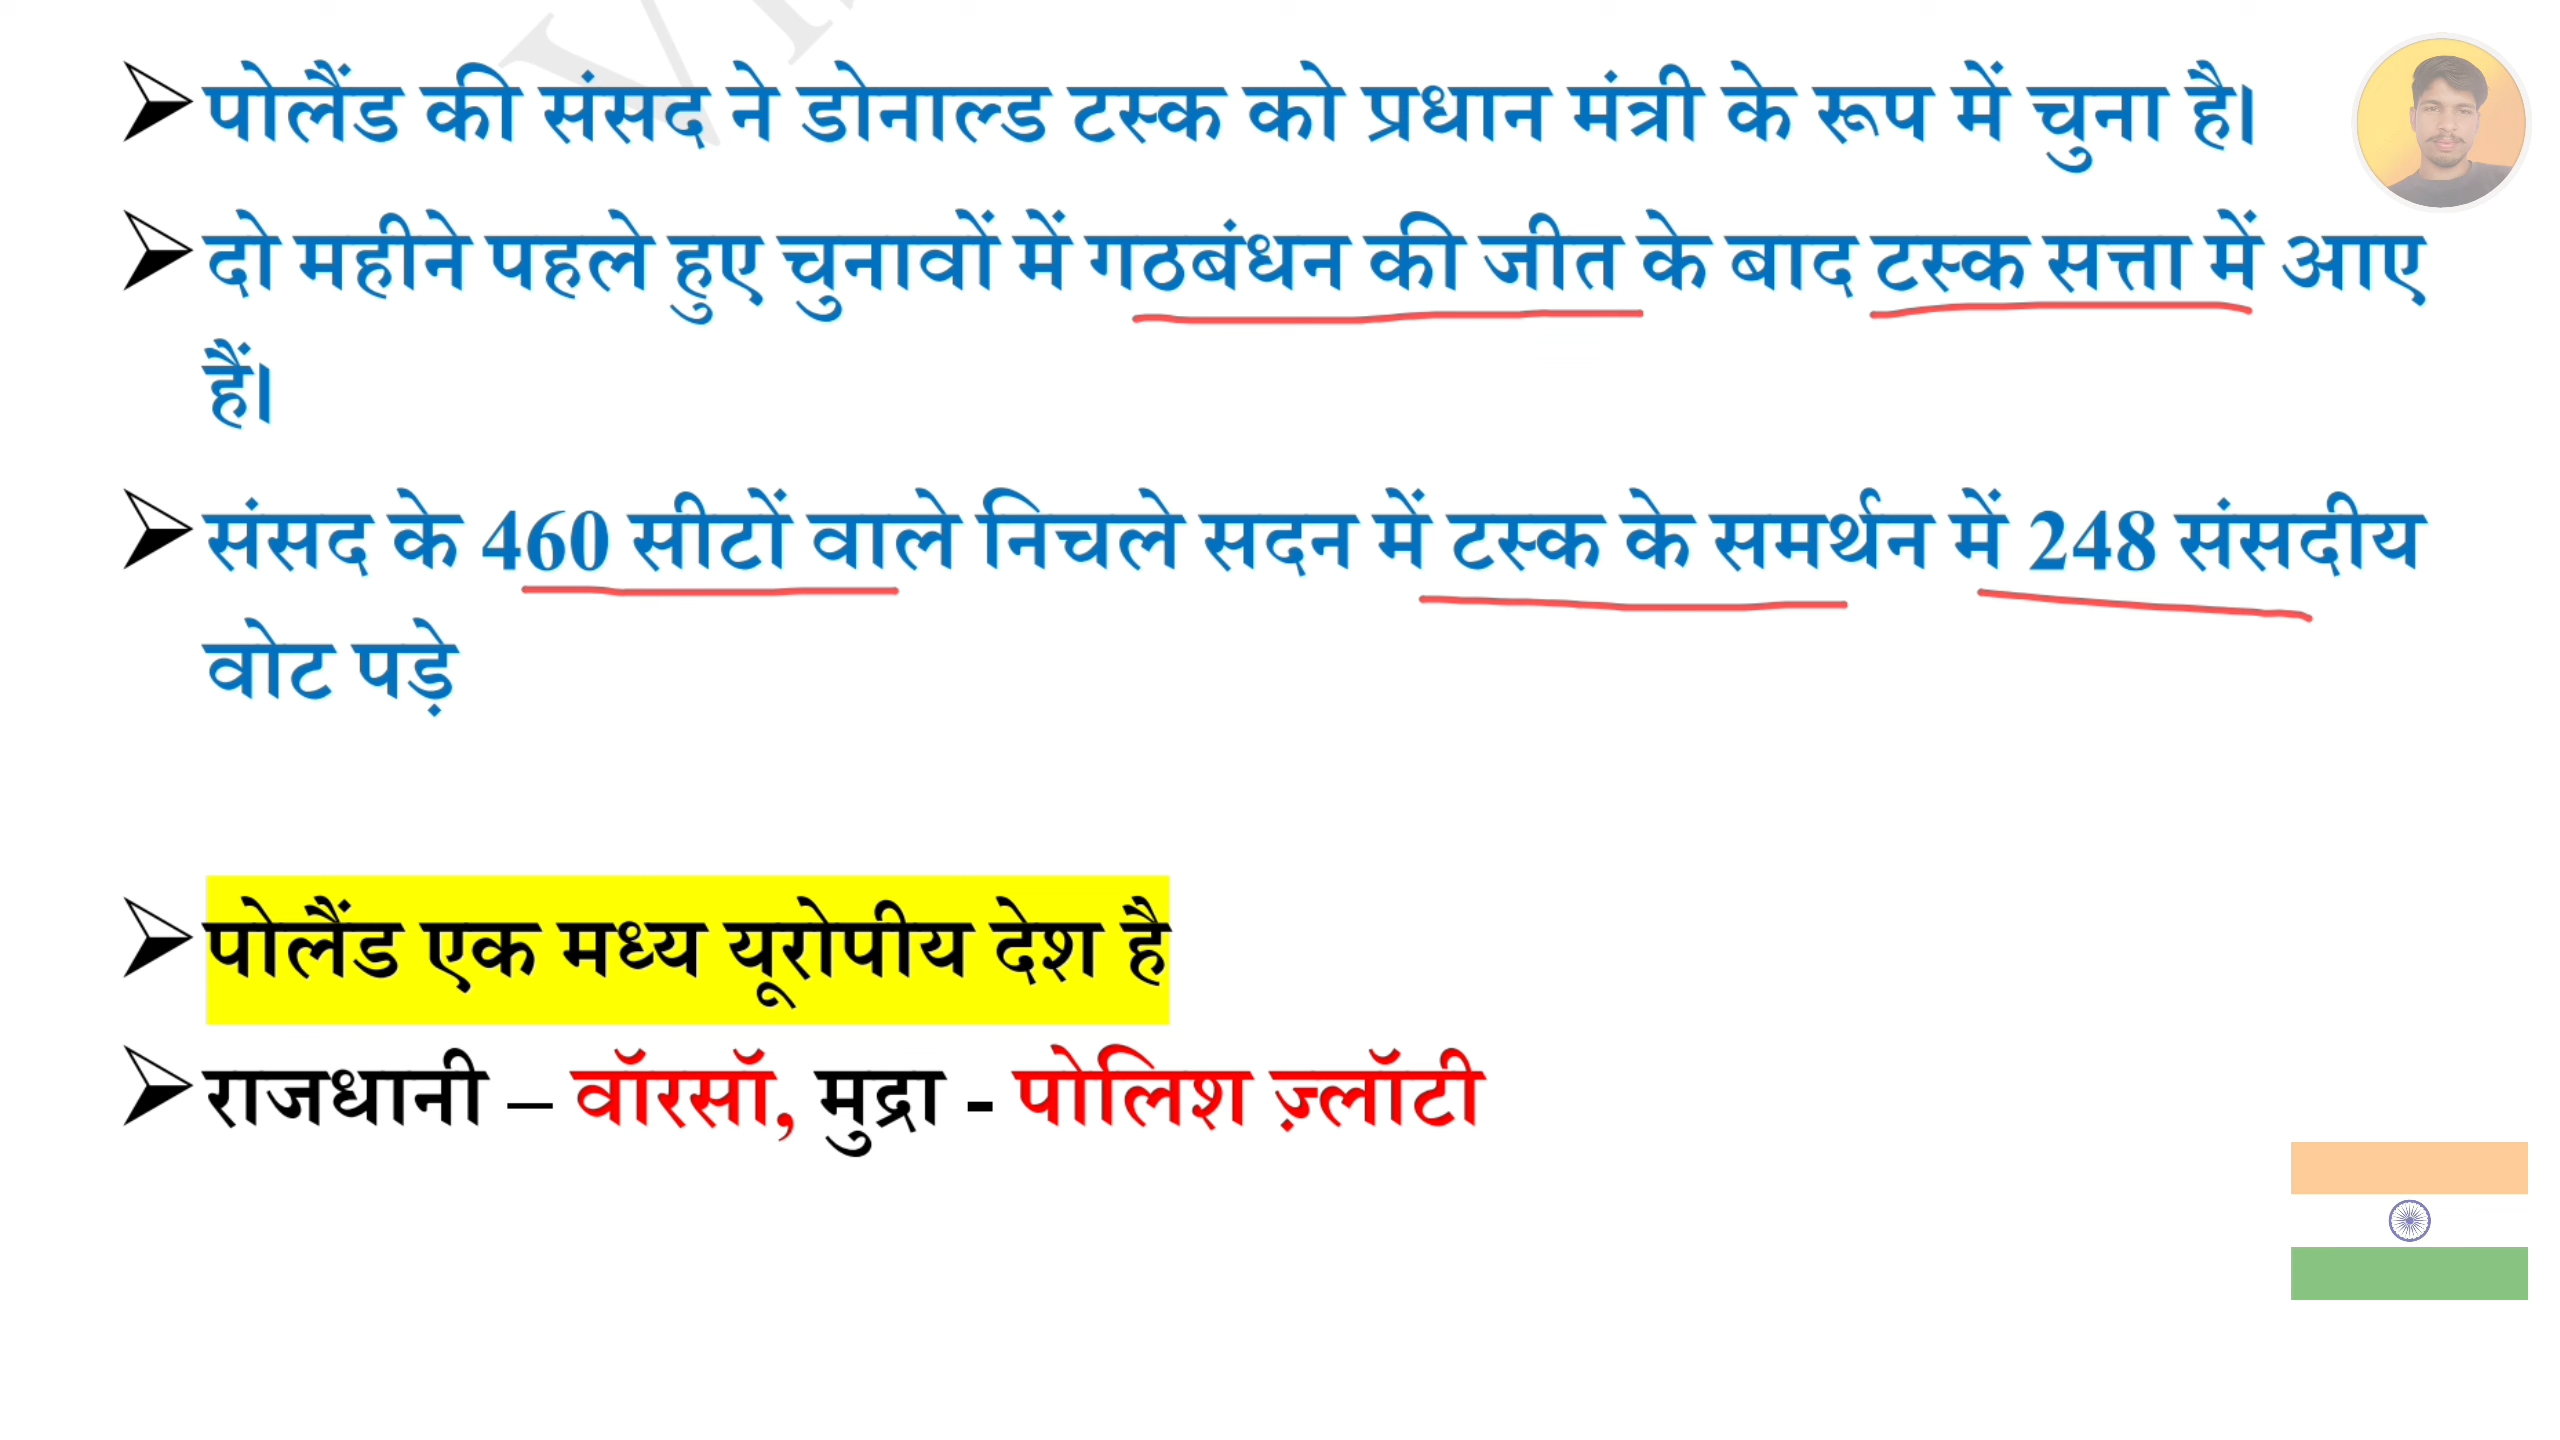 ➢पोलैंड की संसद ने डोनाल्ड टस्क को प्रधान मंत्री के रूप में चुना है।
➢दो महीने पहले हुए चुनावों में गठबंधन की जीत के बाद टस्क सत्ता में आए
हैं।
➢संसद के 460 सीटों वाले निचले सदन में टस्क के समर्थन में 248 संसदीय
वोट पड़े
➢पोलैंड एक मध्य यूरोपीय देश है
➢राजधानी – वॉरसॉ, मुद्रा - पोलिश ज़्लॉटी